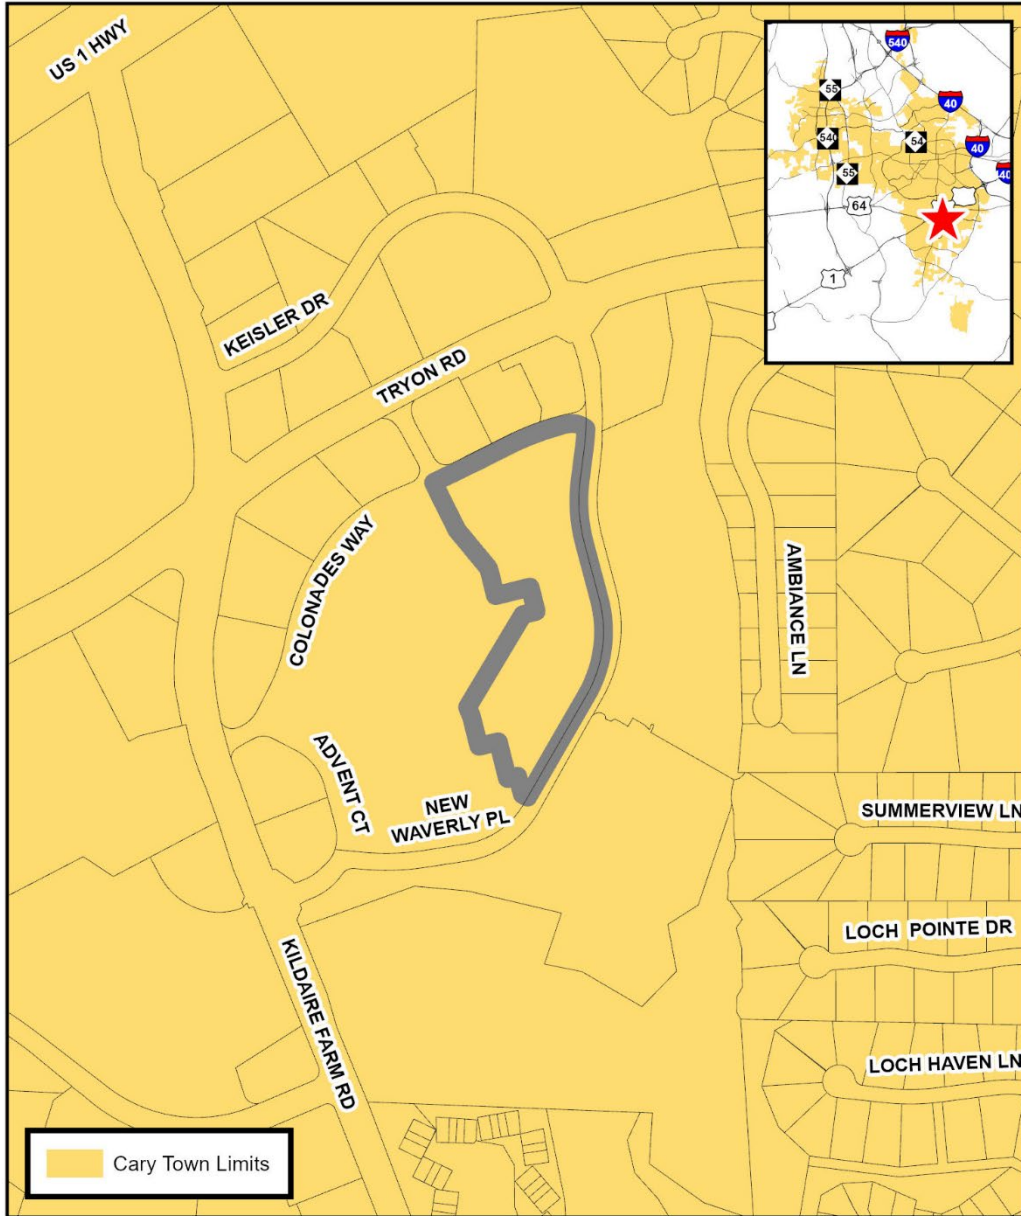 US 1 HWY
540
55
40
540
54
40
55
40
64
1
KEISLER DR
TRYON RD
COLONADES WAY
AMBIANCE LN
ADVENT CT
NEW
WAVERLY PL
SUMMERVIEW LN
LOCH POINTE DR
KILDAIRE FARM RD
LOCH HAVEN LN
Cary Town Limits